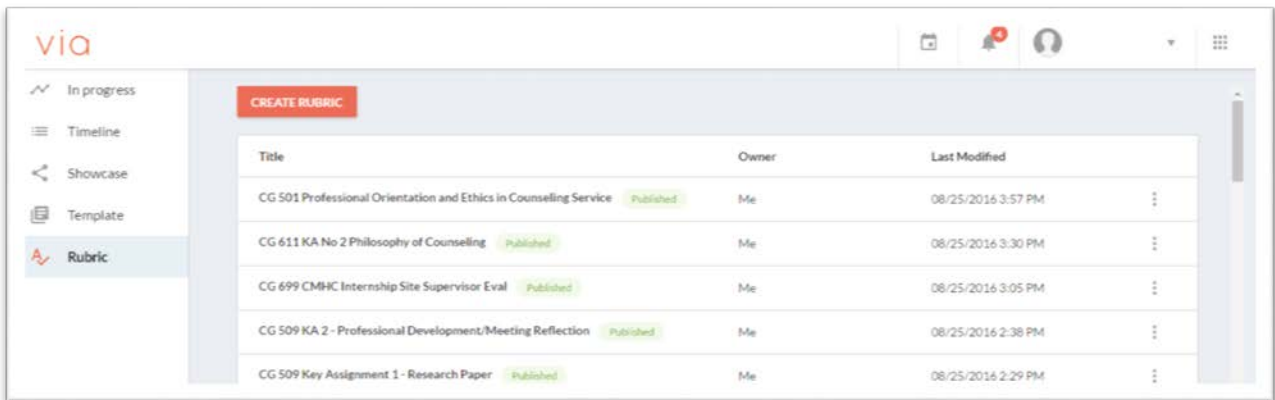 via
4
In progress
Timeline
Showcase
Template
Rubric
CREATE RUBRIC
Title Owner Last Modified
CG 501 Professional Orientation and Ethics in Counseling Service Published Me 08/25/2016 3:57 PM
CG 611 KA No 2 Philosophy of Counseling Published Me 08/25/2016 3:30 PM
CG 699 CMHC Internship Site Supervisor Eval Published Me 08/25/2016 3:05 PM
CG 509 KA 2 - Professional Development/Meeting Reflection Published Me 08/25/2016 2:38 PM
CG 509 Key Assignment 1 - Research Paper Published Me 08/25/2016 2:29 PM